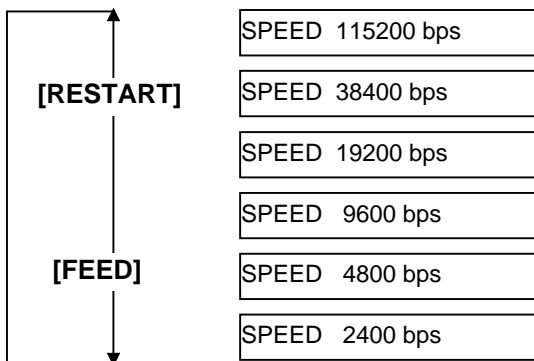 SPEED 115200 bps
[RESTART]
SPEED 38400 bps
SPEED 19200 bps
SPEED 9600 bps
[FEED]
SPEED 4800 bps
SPEED 2400 bps